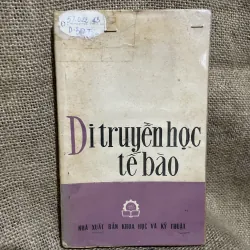 Di truyền học
tế bào
NHÀ XUẤT BẢN KHOA HỌC VÀ KỸ THUẬT